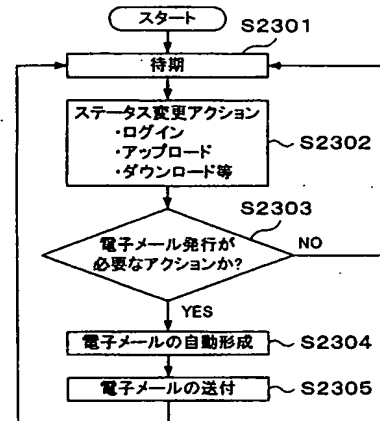 スタート
S2301
待期
ステータス変更アクション
・ログイン
・アップロード
・ダウンロード等
S2302
S2303
電子メール発行が
必要なアクションか?
NO
YES
電子メールの自動形成
S2304
電子メールの送付
S2305